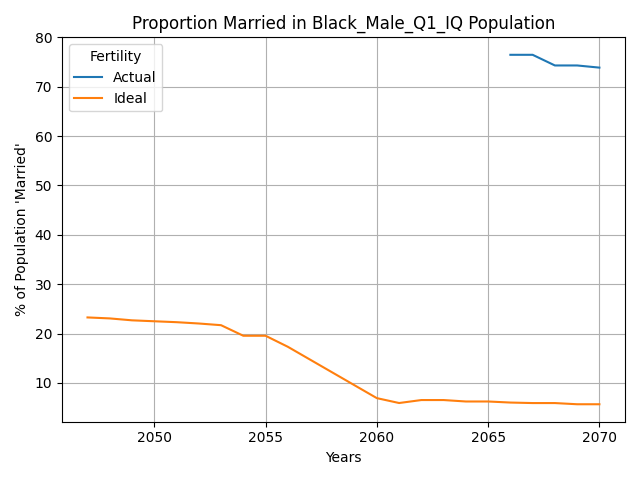 Proportion Married in Black_Male_Q1_IQ Population
% of Population 'Married'
80
70
60
50
40
30
20
10
Fertility
Actual
Ideal
2050 2055 2060 2065 2070
Years